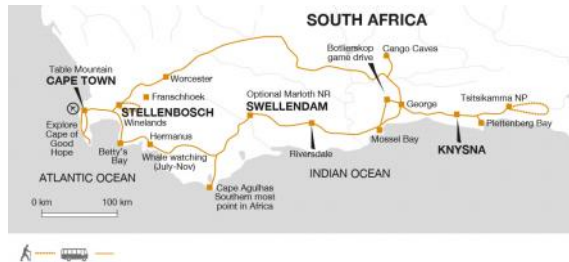 SOUTH AFRICA
Botlierskop
game drive
Cango Caves
Table Mountain
CAPE TOWN
Worcester
Franschhoek
STELLENBOSCH
Winelands
Optional Marloth NR
SWELLENDAM
George
Tsitsikamma NP
Plettenberg Bay
KNYSNA
Explore
Cape of
Good
Hope
Betty's
Bay
Hermanus
Whale watching
(July-Nov)
Riversdale
Mossel Bay
ATLANTIC OCEAN
INDIAN OCEAN
Cape Agulhas
Southern most
point in Africa
0 km
100 km